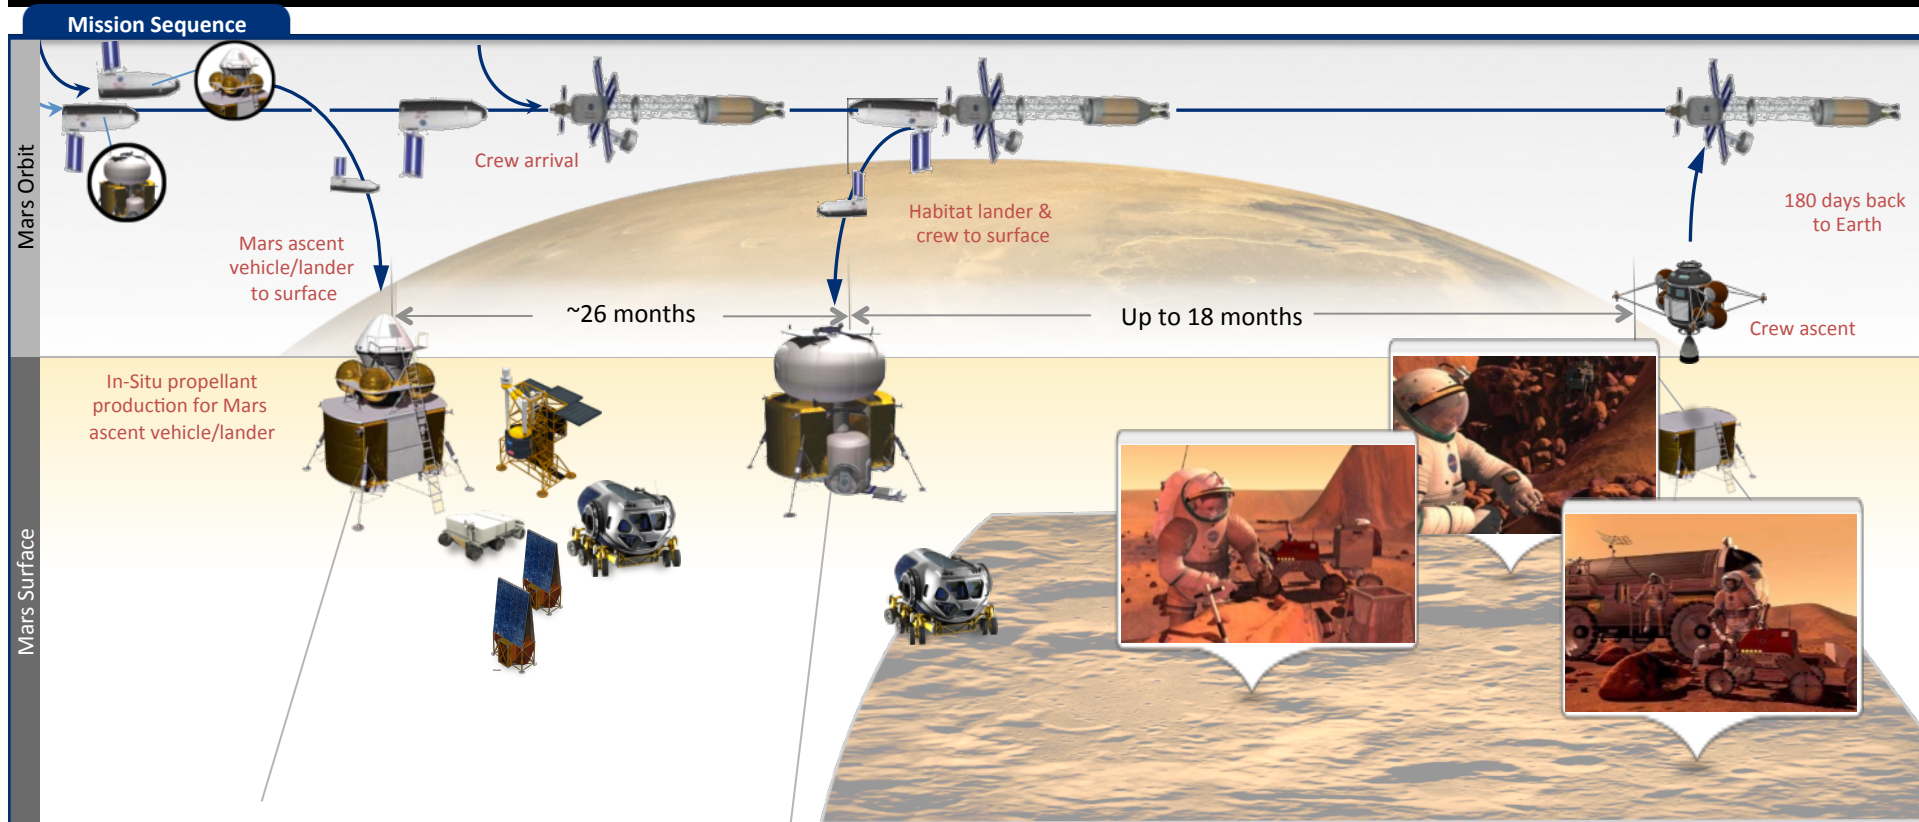 Mission Sequence
Mars Orbit
Crew arrival
Mars ascent
vehicle/lander
to surface
Habitat lander &
crew to surface
180 days back
to Earth
~26 months
Up to 18 months
Crew ascent
Mars Surface
In-Situ propellant
production for Mars
ascent vehicle/lander